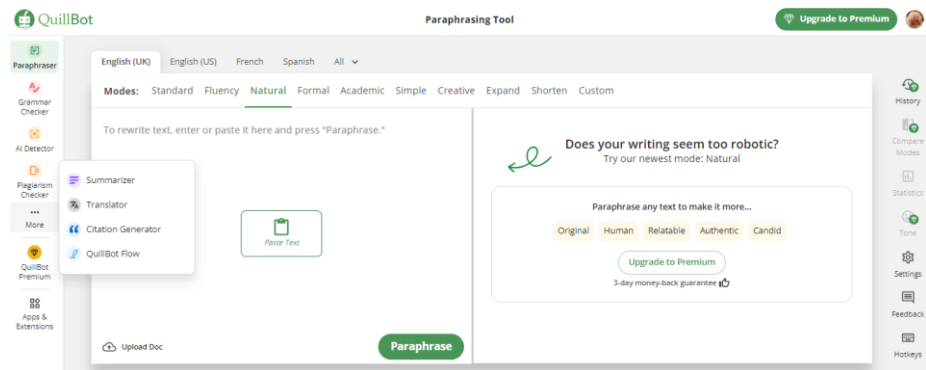 QuillBot
Paraphrasing Tool
Upgrade to Premium
Paraphraser
Grammar
Checker
AI Detector
Plagiarism
Checker
More
QuillBot
Premium
Apps &
Extensions
Summarizer
Translator
Citation Generator
QuillBot Flow
English (UK) English (US) French Spanish All
Modes: Standard Fluency Natural Formal Academic Simple Creative Expand Shorten Custom
To rewrite text, enter or paste it here and press "Paraphrase."
Paste Text
Upload Doc
Paraphrase
Does your writing seem too robotic?
Try our newest mode: Natural
Paraphrase any text to make it more...
Original Human Relatable Authentic Candid
Upgrade to Premium
3-day money-back guarantee
History
Compare
Modes
Statistics
Tone
Settings
Feedback
Hotkeys